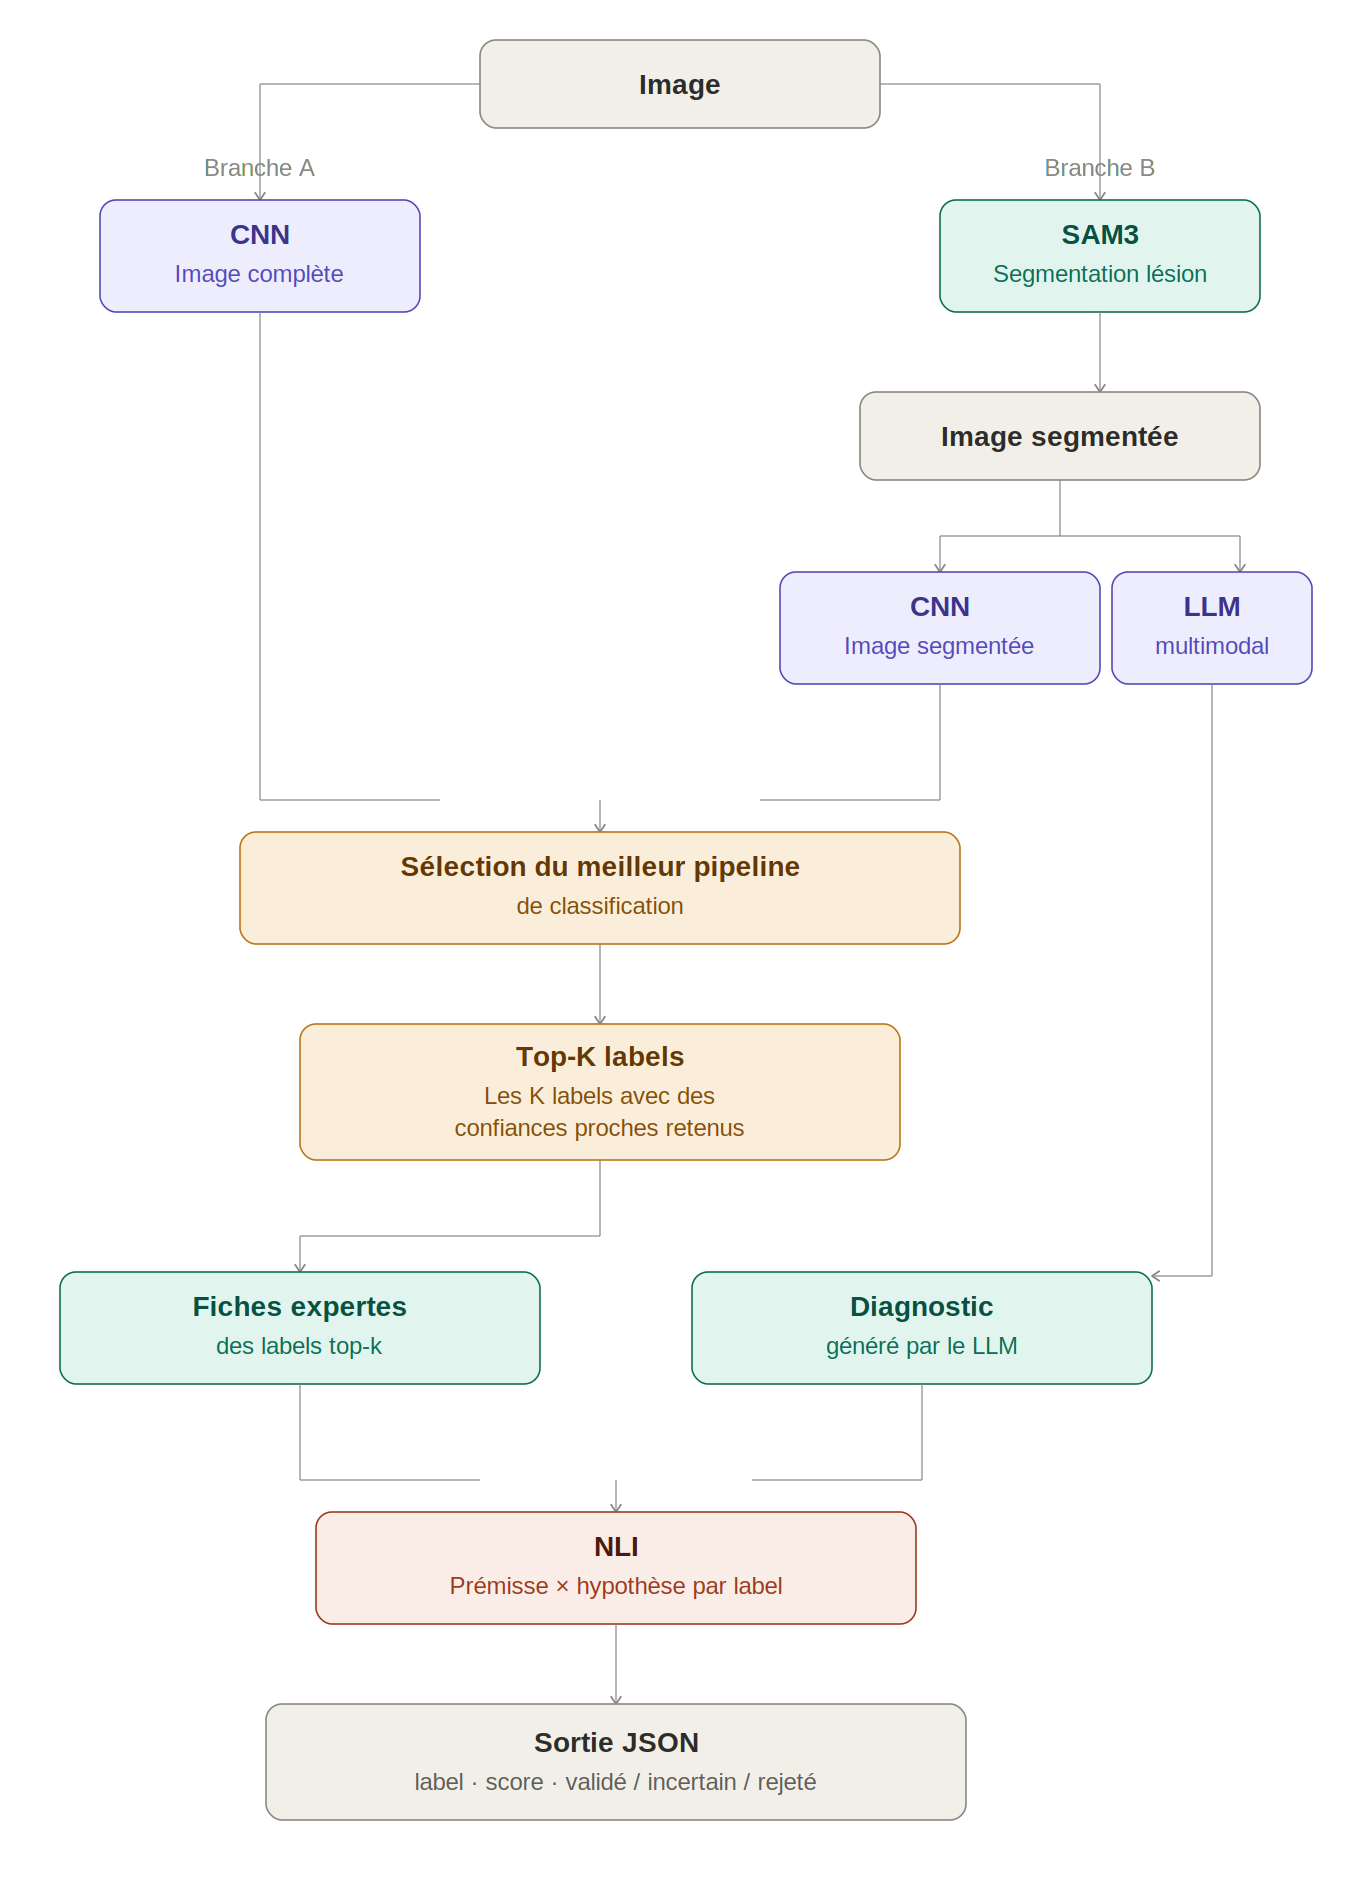 Image
Branche A
Branche B
CNN
Image complète
SAM3
Segmentation lésion
Image segmentée
CNN
Image segmentée
LLM
multimodal
Sélection du meilleur pipeline
de classification
Top-K labels
Les K labels avec des
confiances proches retenus
Fiches expertes
des labels top-k
Diagnostic
généré par le LLM
NLI
Prémisse × hypothèse par label
Sortie JSON
label · score · validé / incertain / rejeté